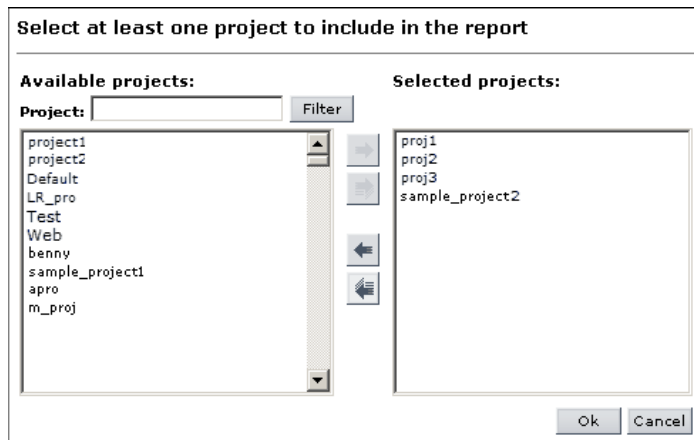 Select at least one project to include in the report
Available projects:
Project:
Filter
project1
project2
Default
LR_pro
Test
Web
benny
sample_project1
apro
m_proj
Selected projects:
proj1
proj2
proj3
sample_project2
Ok
Cancel